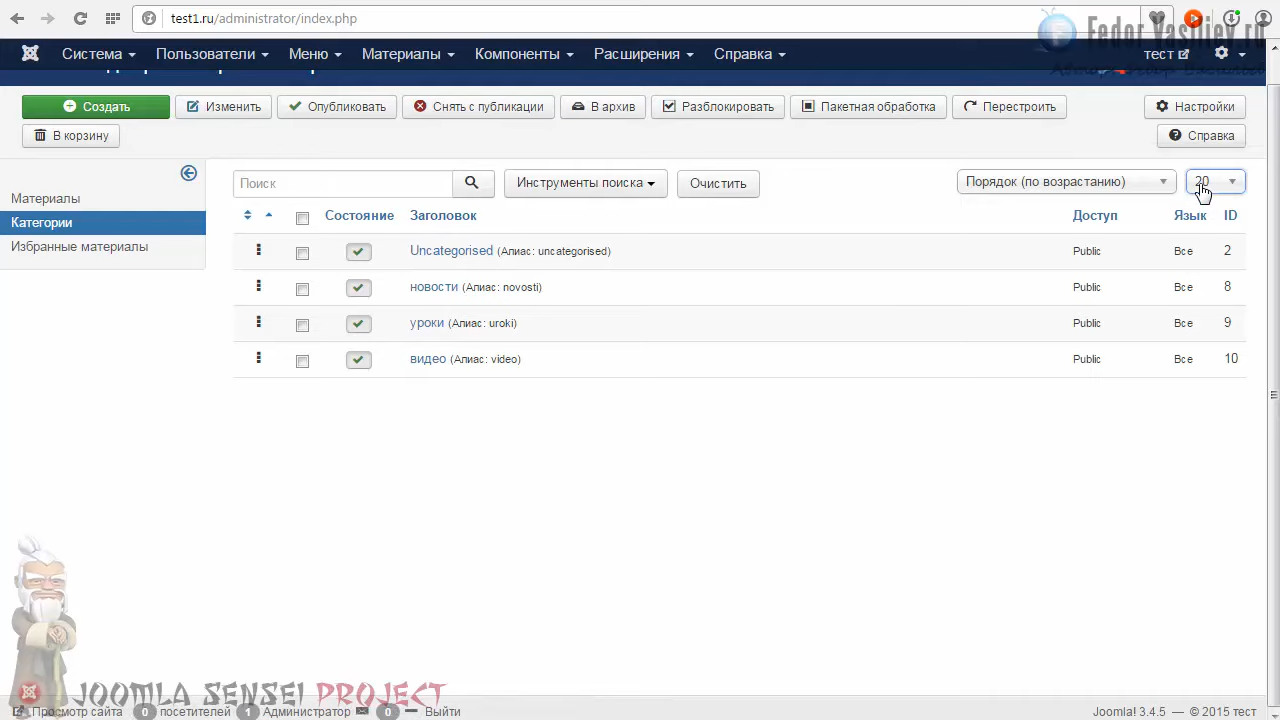 test1.ru/administrator/index.php
Fedor Vasiliev.ru
Система Пользователи Меню Материалы Компоненты Расширения Справка тест
Создать Изменить Опубликовать Снять с публикации В архив Разблокировать Пакетная обработка Перестроить Настройки
В корзину Справка
Поиск Инструменты поиска Очистить Порядок (по возрастанию) 20
Материалы
Категории
Избранные материалы
Состояние Заголовок Доступ Язык ID
Uncategorised (Алиас: uncategorised) Public Все 2
новости (Алиас: novosti) Public Все 8
уроки (Алиас: uroki) Public Все 9
видео (Алиас: video) Public Все 10
JOOMLA SENSEI PROJECT
Просмотр сайта 0 посетителей 1 Администратор 0 Выйти Joomla! 3.4.5 — © 2015 тест